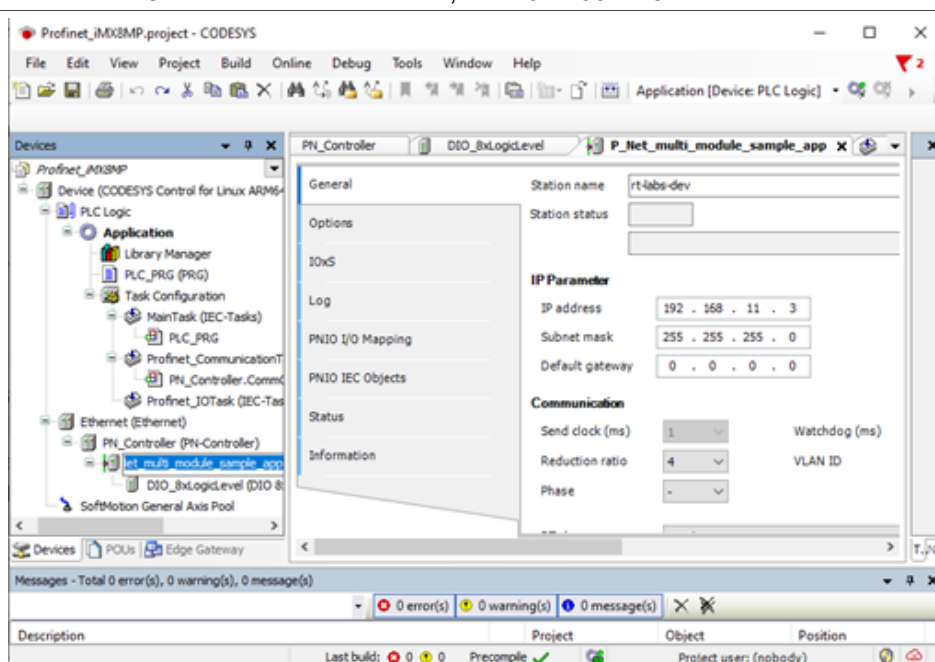 Profinet_iMX8MP.project - CODESYS
File Edit View Project Build Online Debug Tools Window Help
2
Application [Device: PLC Logic]
Devices
PN_Controller DIO_8xLogicLevel P_Net_multi_module_sample_app
Profinet_iMX8MP
Device (CODESYS Control for Linux ARM64
PLC Logic
Application
Library Manager
PLC_PRG (PRG)
Task Configuration
MainTask (IEC-Tasks)
PLC_PRG
Profinet_CommunicationT
PN_Controller.CommC
Profinet_IOTask (IEC-Tas
Ethernet (Ethernet)
PN_Controller (PN-Controller)
et_multi_module_sample_app
DIO_8xLogicLevel (DIO 8
SoftMotion General Axis Pool
Devices POUs Edge Gateway
General
Options
IOxS
Log
PNIO I/O Mapping
PNIO IEC Objects
Status
Information
Station name rt-labs-dev
Station status
IP Parameter
IP address 192 . 168 . 11 . 3
Subnet mask 255 . 255 . 255 . 0
Default gateway 0 . 0 . 0 . 0
Communication
Send clock (ms) 1 Watchdog (ms)
Reduction ratio 4 VLAN ID
Phase -
Messages - Total 0 error(s), 0 warning(s), 0 message(s)
0 error(s) 0 warning(s) 0 message(s)
Description Project Object Position
Last build: 0 0 Precompile Project user: (nobody)